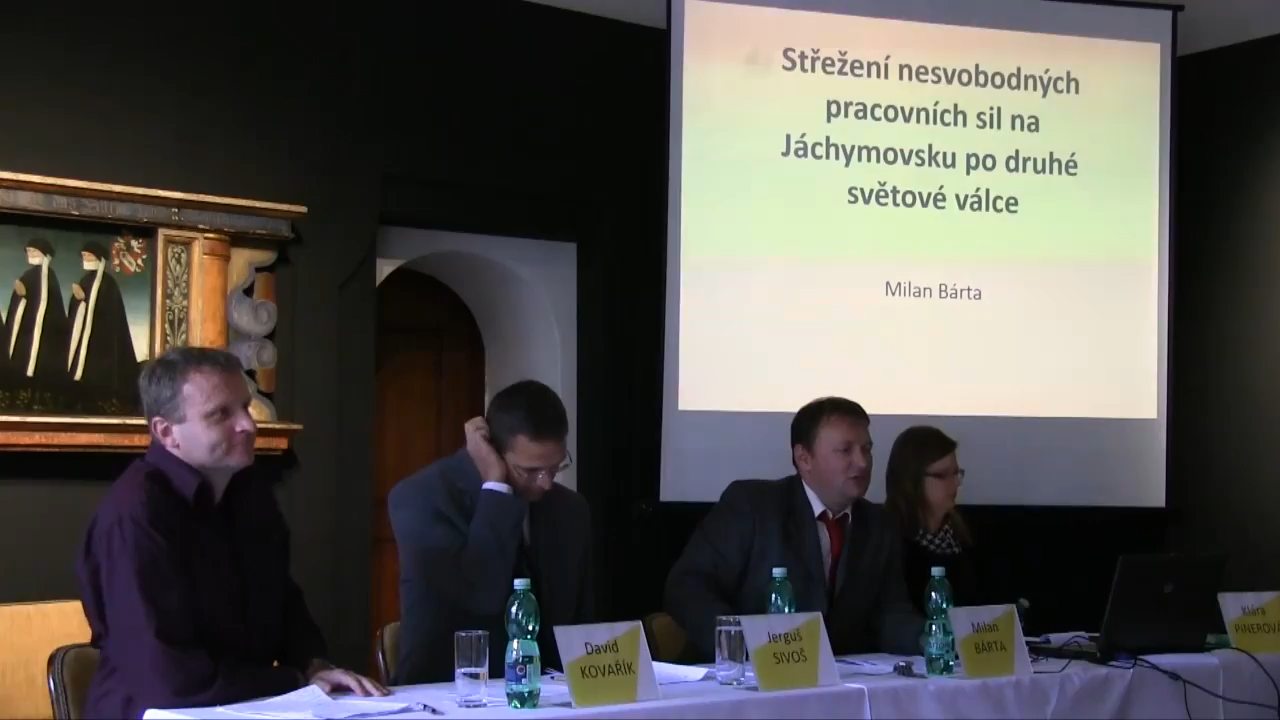 Střežení nesvobodných
pracovních sil na
Jáchymovsku po druhé
světové válce
Milan Bárta
David
KOVAŘÍK
Jerguš
SIVOŠ
Milan
BÁRTA
Klára
PINEROVÁ